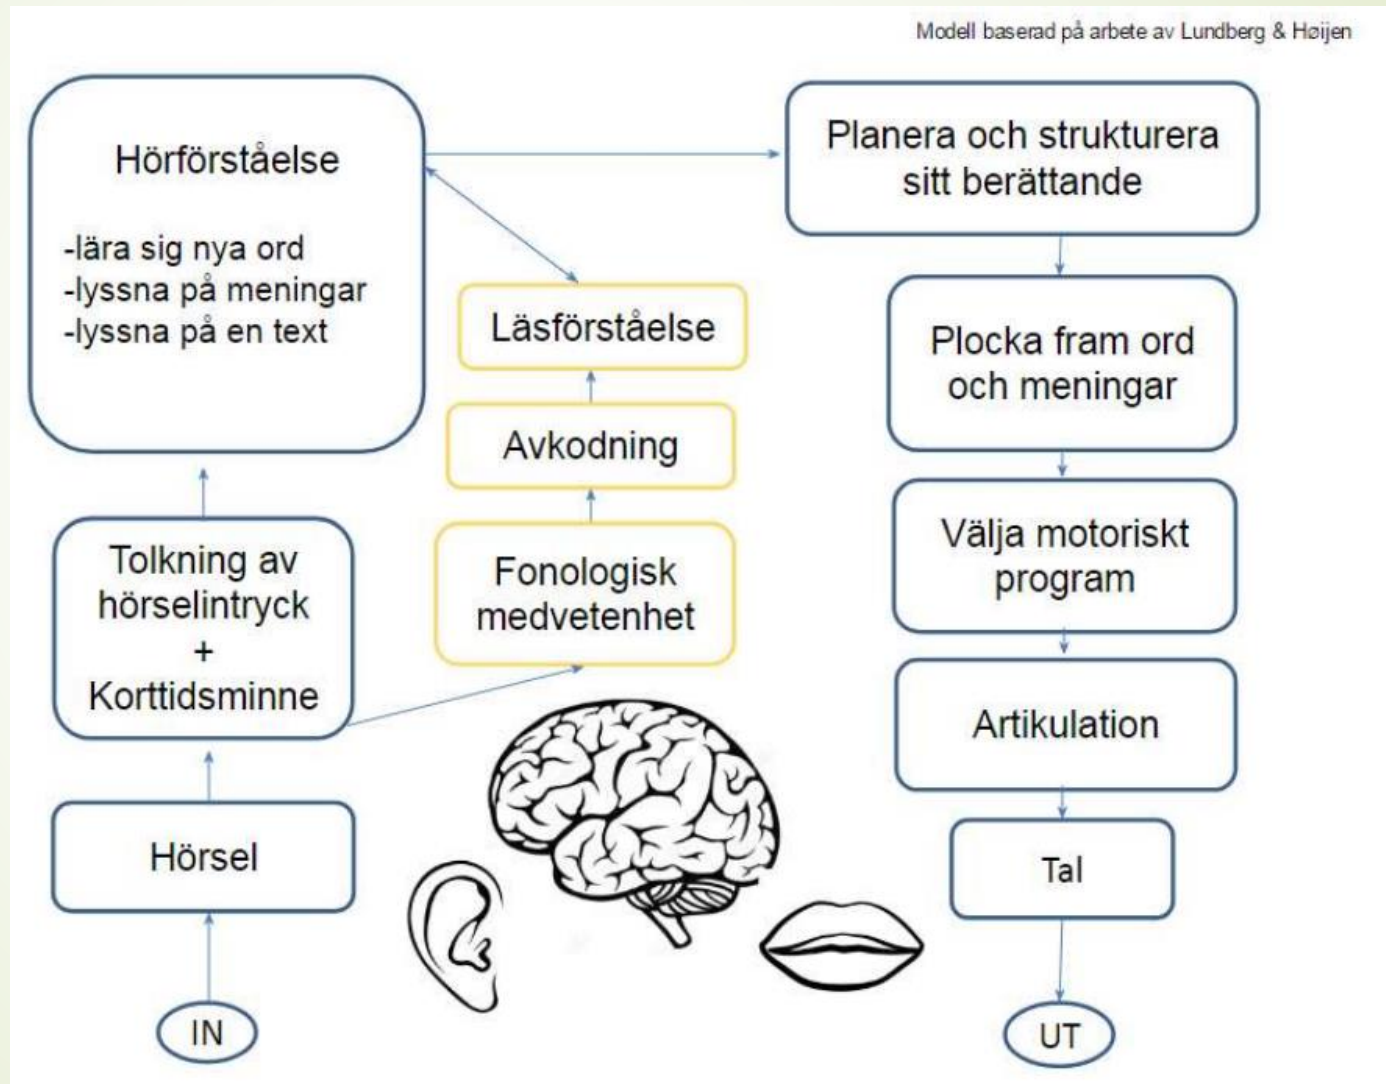 Modell baserad på arbete av Lundberg & Høijen
Hörförståelse
-lära sig nya ord
-lyssna på meningar
-lyssna på en text
Tolkning av
hörselintryck
+
Korttidsminne
Hörsel
IN
Läsförståelse
Avkodning
Fonologisk
medvetenhet
Planera och strukturera
sitt berättande
Plocka fram ord
och meningar
Välja motoriskt
program
Artikulation
Tal
UT